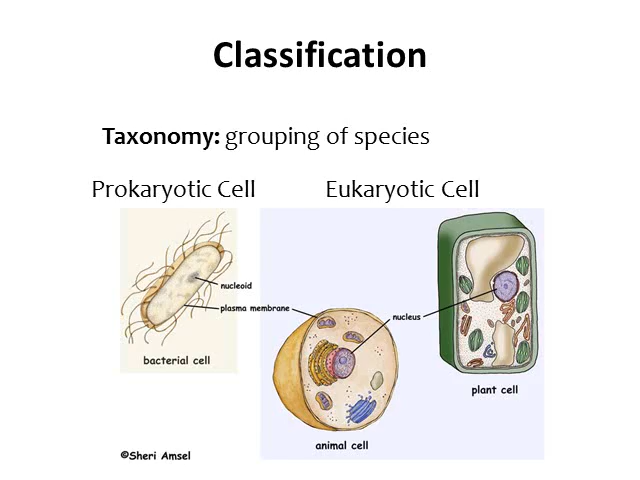 Classification
Taxonomy: grouping of species
Prokaryotic Cell
Eukaryotic Cell
nucleoid
plasma membrane
nucleus
bacterial cell
plant cell
animal cell
©Sheri Amsel